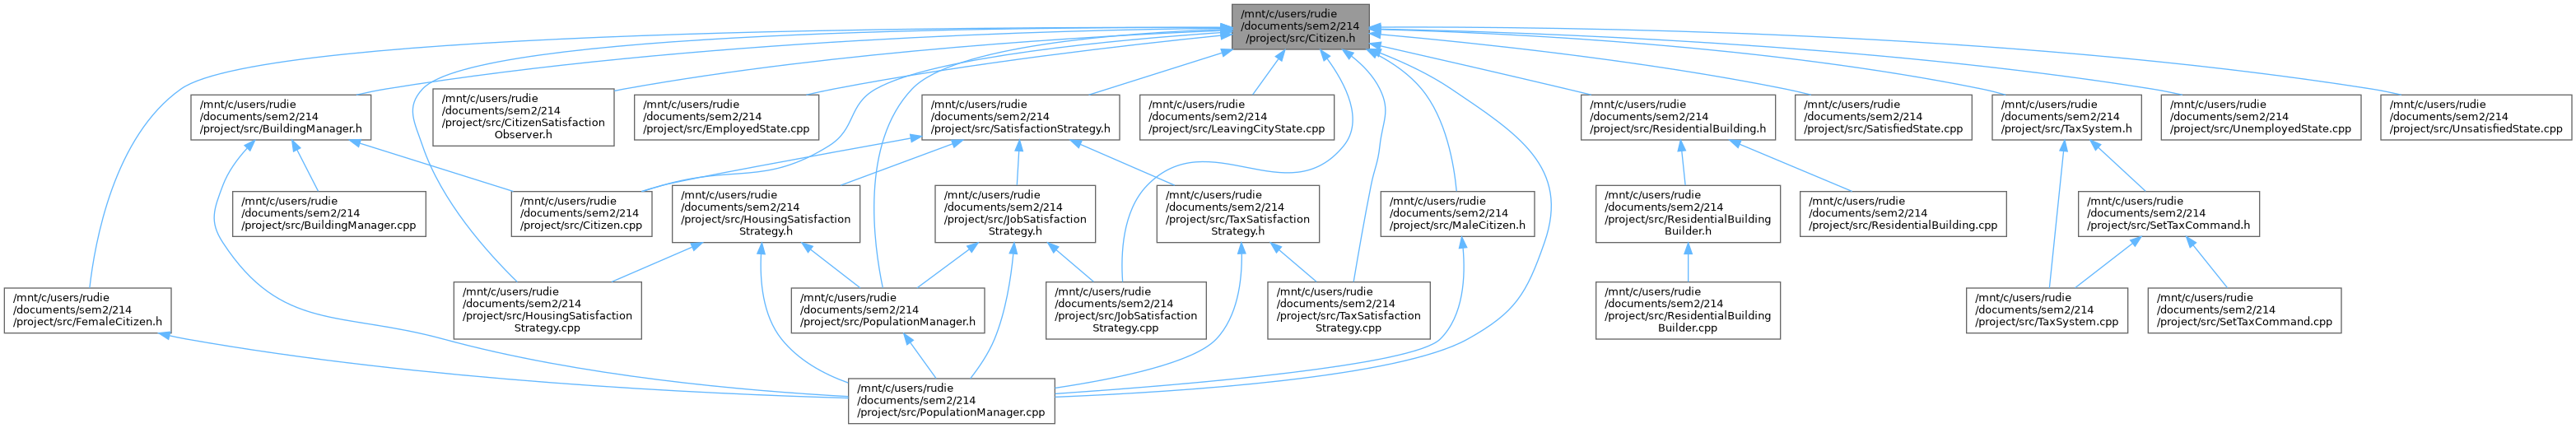 /mnt/c/users/rudie
/documents/sem2/214
/project/src/Citizen.h
/mnt/c/users/rudie
/documents/sem2/214
/project/src/BuildingManager.h
/mnt/c/users/rudie
/documents/sem2/214
/project/src/CitizenSatisfaction
Observer.h
/mnt/c/users/rudie
/documents/sem2/214
/project/src/EmployedState.cpp
/mnt/c/users/rudie
/documents/sem2/214
/project/src/SatisfactionStrategy.h
/mnt/c/users/rudie
/documents/sem2/214
/project/src/LeavingCityState.cpp
/mnt/c/users/rudie
/documents/sem2/214
/project/src/ResidentialBuilding.h
/mnt/c/users/rudie
/documents/sem2/214
/project/src/SatisfiedState.cpp
/mnt/c/users/rudie
/documents/sem2/214
/project/src/TaxSystem.h
/mnt/c/users/rudie
/documents/sem2/214
/project/src/UnemployedState.cpp
/mnt/c/users/rudie
/documents/sem2/214
/project/src/UnsatisfiedState.cpp
/mnt/c/users/rudie
/documents/sem2/214
/project/src/BuildingManager.cpp
/mnt/c/users/rudie
/documents/sem2/214
/project/src/Citizen.cpp
/mnt/c/users/rudie
/documents/sem2/214
/project/src/HousingSatisfaction
Strategy.h
/mnt/c/users/rudie
/documents/sem2/214
/project/src/JobSatisfaction
Strategy.h
/mnt/c/users/rudie
/documents/sem2/214
/project/src/TaxSatisfaction
Strategy.h
/mnt/c/users/rudie
/documents/sem2/214
/project/src/MaleCitizen.h
/mnt/c/users/rudie
/documents/sem2/214
/project/src/ResidentialBuilding
Builder.h
/mnt/c/users/rudie
/documents/sem2/214
/project/src/ResidentialBuilding.cpp
/mnt/c/users/rudie
/documents/sem2/214
/project/src/SetTaxCommand.h
/mnt/c/users/rudie
/documents/sem2/214
/project/src/FemaleCitizen.h
/mnt/c/users/rudie
/documents/sem2/214
/project/src/HousingSatisfaction
Strategy.cpp
/mnt/c/users/rudie
/documents/sem2/214
/project/src/PopulationManager.h
/mnt/c/users/rudie
/documents/sem2/214
/project/src/JobSatisfaction
Strategy.cpp
/mnt/c/users/rudie
/documents/sem2/214
/project/src/TaxSatisfaction
Strategy.cpp
/mnt/c/users/rudie
/documents/sem2/214
/project/src/ResidentialBuilding
Builder.cpp
/mnt/c/users/rudie
/documents/sem2/214
/project/src/TaxSystem.cpp
/mnt/c/users/rudie
/documents/sem2/214
/project/src/SetTaxCommand.cpp
/mnt/c/users/rudie
/documents/sem2/214
/project/src/PopulationManager.cpp